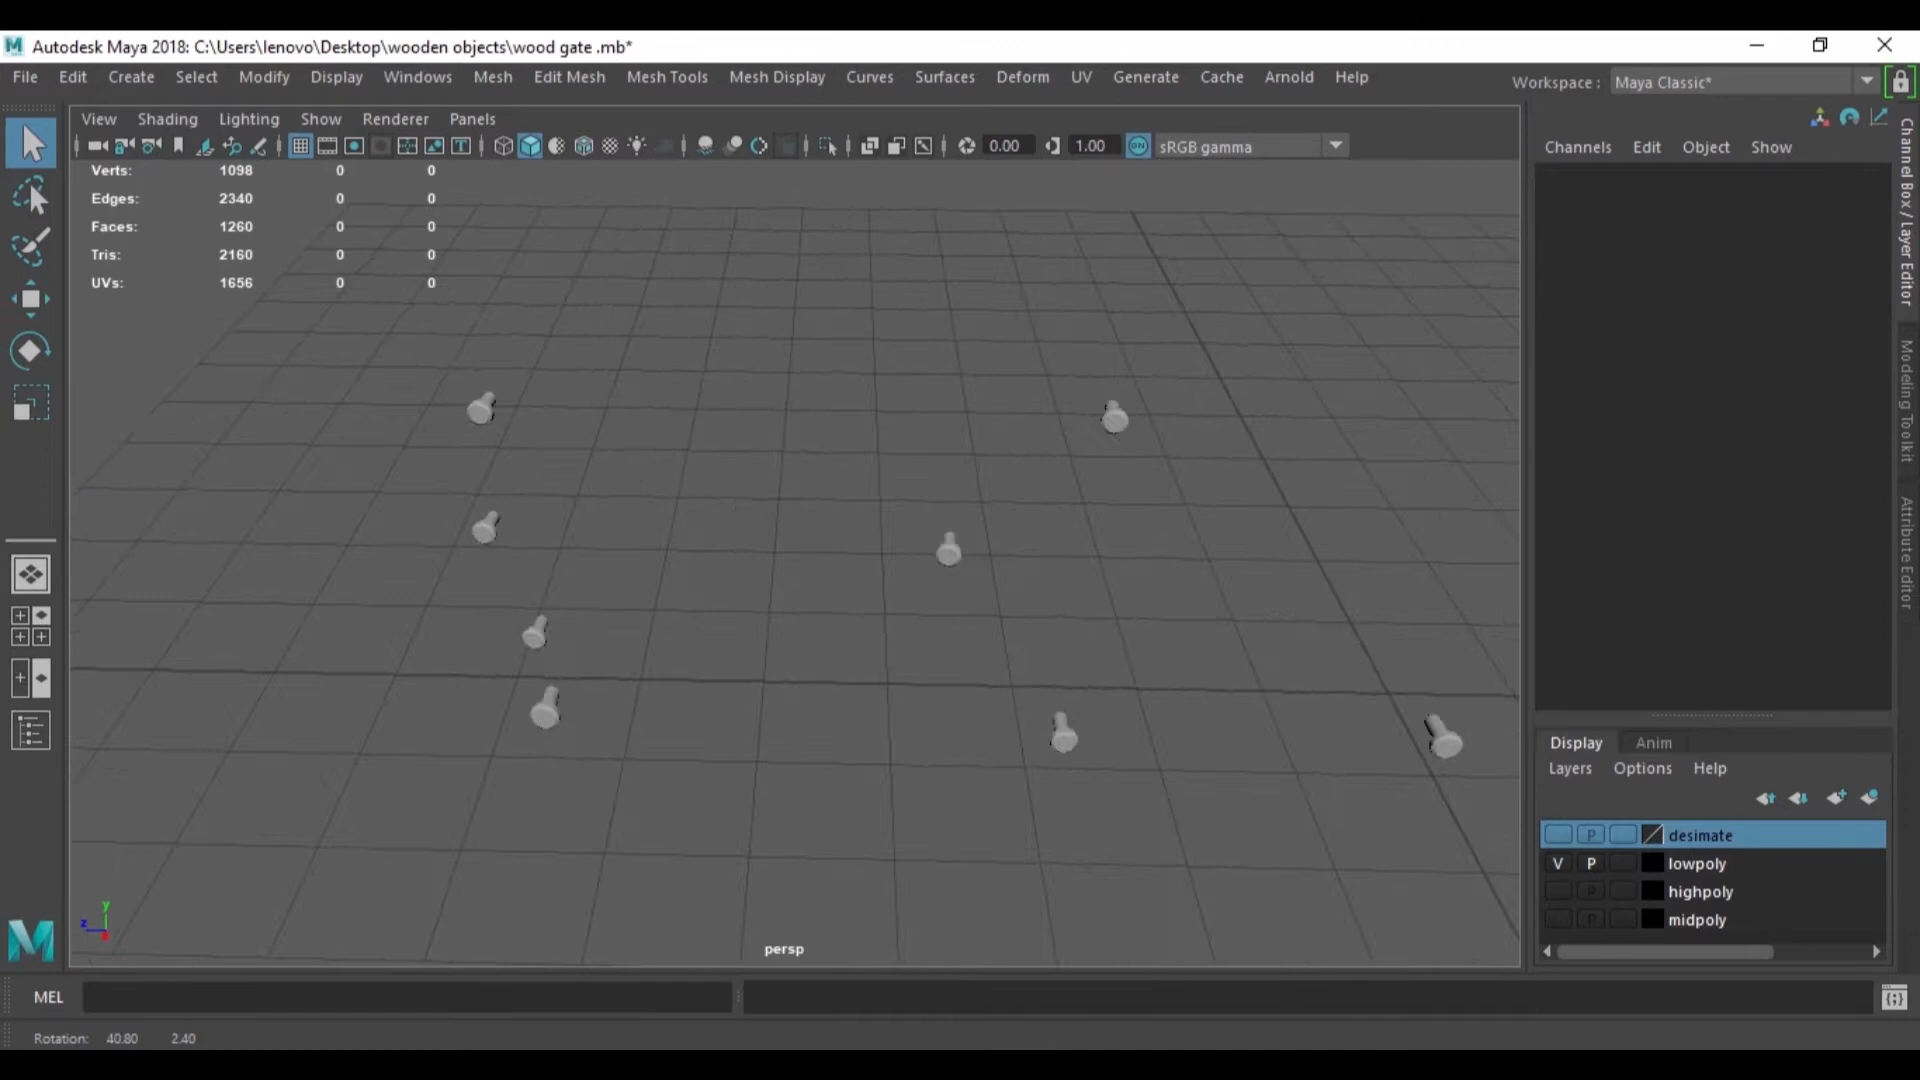 Autodesk Maya 2018: C:\Users\lenovo\Desktop\wooden objects\wood gate .mb*
File Edit Create Select Modify Display Windows Mesh Edit Mesh Mesh Tools Mesh Display Curves Surfaces Deform UV Generate Cache Arnold Help
Workspace : Maya Classic*
View Shading Lighting Show Renderer Panels
0.00 1.00 ON sRGB gamma
Channels Edit Object Show
Verts: 1098 0 0
Edges: 2340 0 0
Faces: 1260 0 0
Tris: 2160 0 0
UVs: 1656 0 0
Channel Box / Layer Editor
Modeling Toolkit
Attribute Editor
Display Anim
Layers Options Help
P desimate
V P lowpoly
P highpoly
P midpoly
y
z
persp
MEL
Rotation: 40.80 2.40